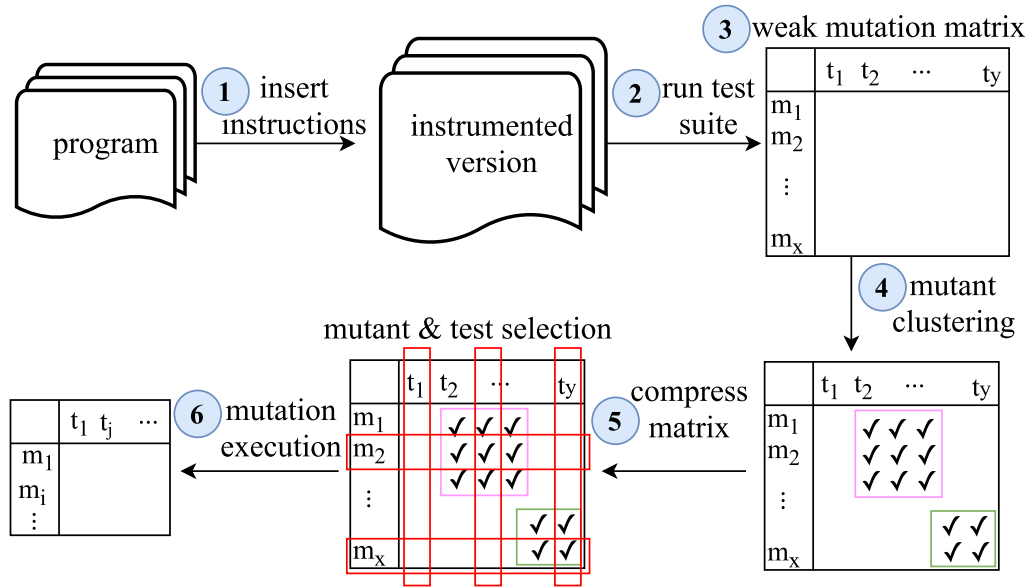 3 weak mutation matrix
1 insert
instructions
program
instrumented
version
2 run test
suite
t1 t2 ... ty
m1
m2
⋮
mx
4 mutant
clustering
t1 t2 ... ty
m1
✓ ✓ ✓
m2 ✓ ✓ ✓
✓ ✓ ✓
⋮
✓ ✓
mx ✓ ✓
5 compress
matrix
mutant & test selection
t1 t2 ... ty
m1 ✓ ✓ ✓
m2 ✓ ✓ ✓
✓ ✓ ✓
⋮
✓ ✓
mx ✓ ✓
6 mutation
execution
t1 tj ...
m1
mi
⋮